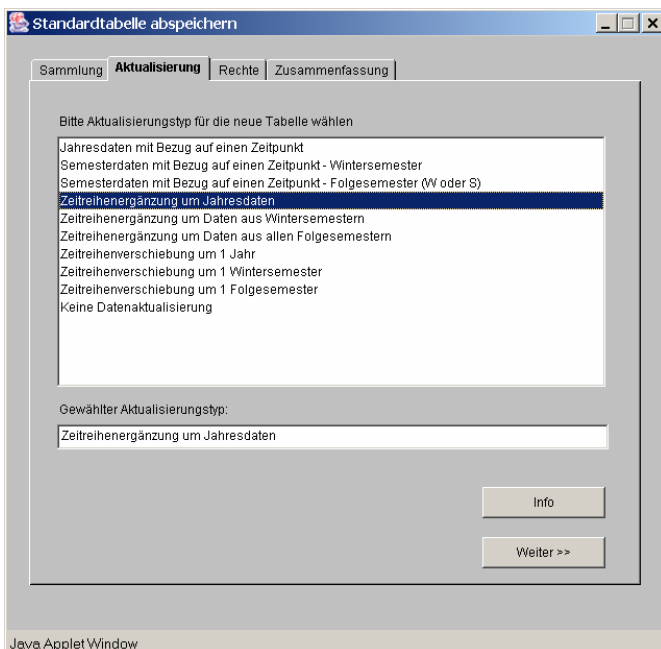 Standardtabelle abspeichern
Sammlung Aktualisierung Rechte Zusammenfassung
Bitte Aktualisierungstyp für die neue Tabelle wählen
Jahresdaten mit Bezug auf einen Zeitpunkt
Semesterdaten mit Bezug auf einen Zeitpunkt - Wintersemester
Semesterdaten mit Bezug auf einen Zeitpunkt - Folgesemester (W oder S)
Zeitreihenergänzung um Jahresdaten
Zeitreihenergänzung um Daten aus Wintersemestern
Zeitreihenergänzung um Daten aus allen Folgesemestern
Zeitreihenverschiebung um 1 Jahr
Zeitreihenverschiebung um 1 Wintersemester
Zeitreihenverschiebung um 1 Folgesemester
Keine Datenaktualisierung
Gewählter Aktualisierungstyp:
Zeitreihenergänzung um Jahresdaten
Info
Weiter >>
Java Applet Window